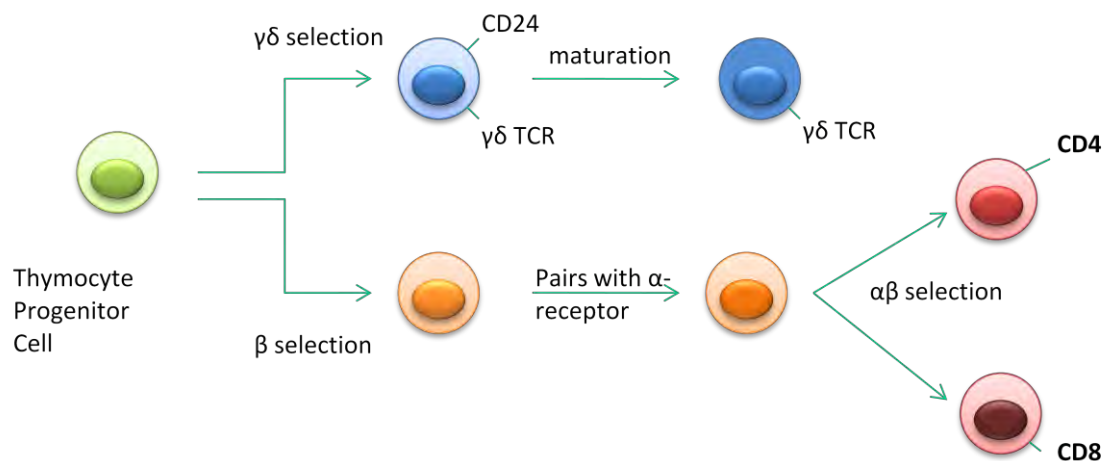 γδ selection
CD24
maturation
γδ TCR
γδ TCR
CD4
Thymocyte
Progenitor
Cell
β selection
Pairs with α-
receptor
αβ selection
CD8